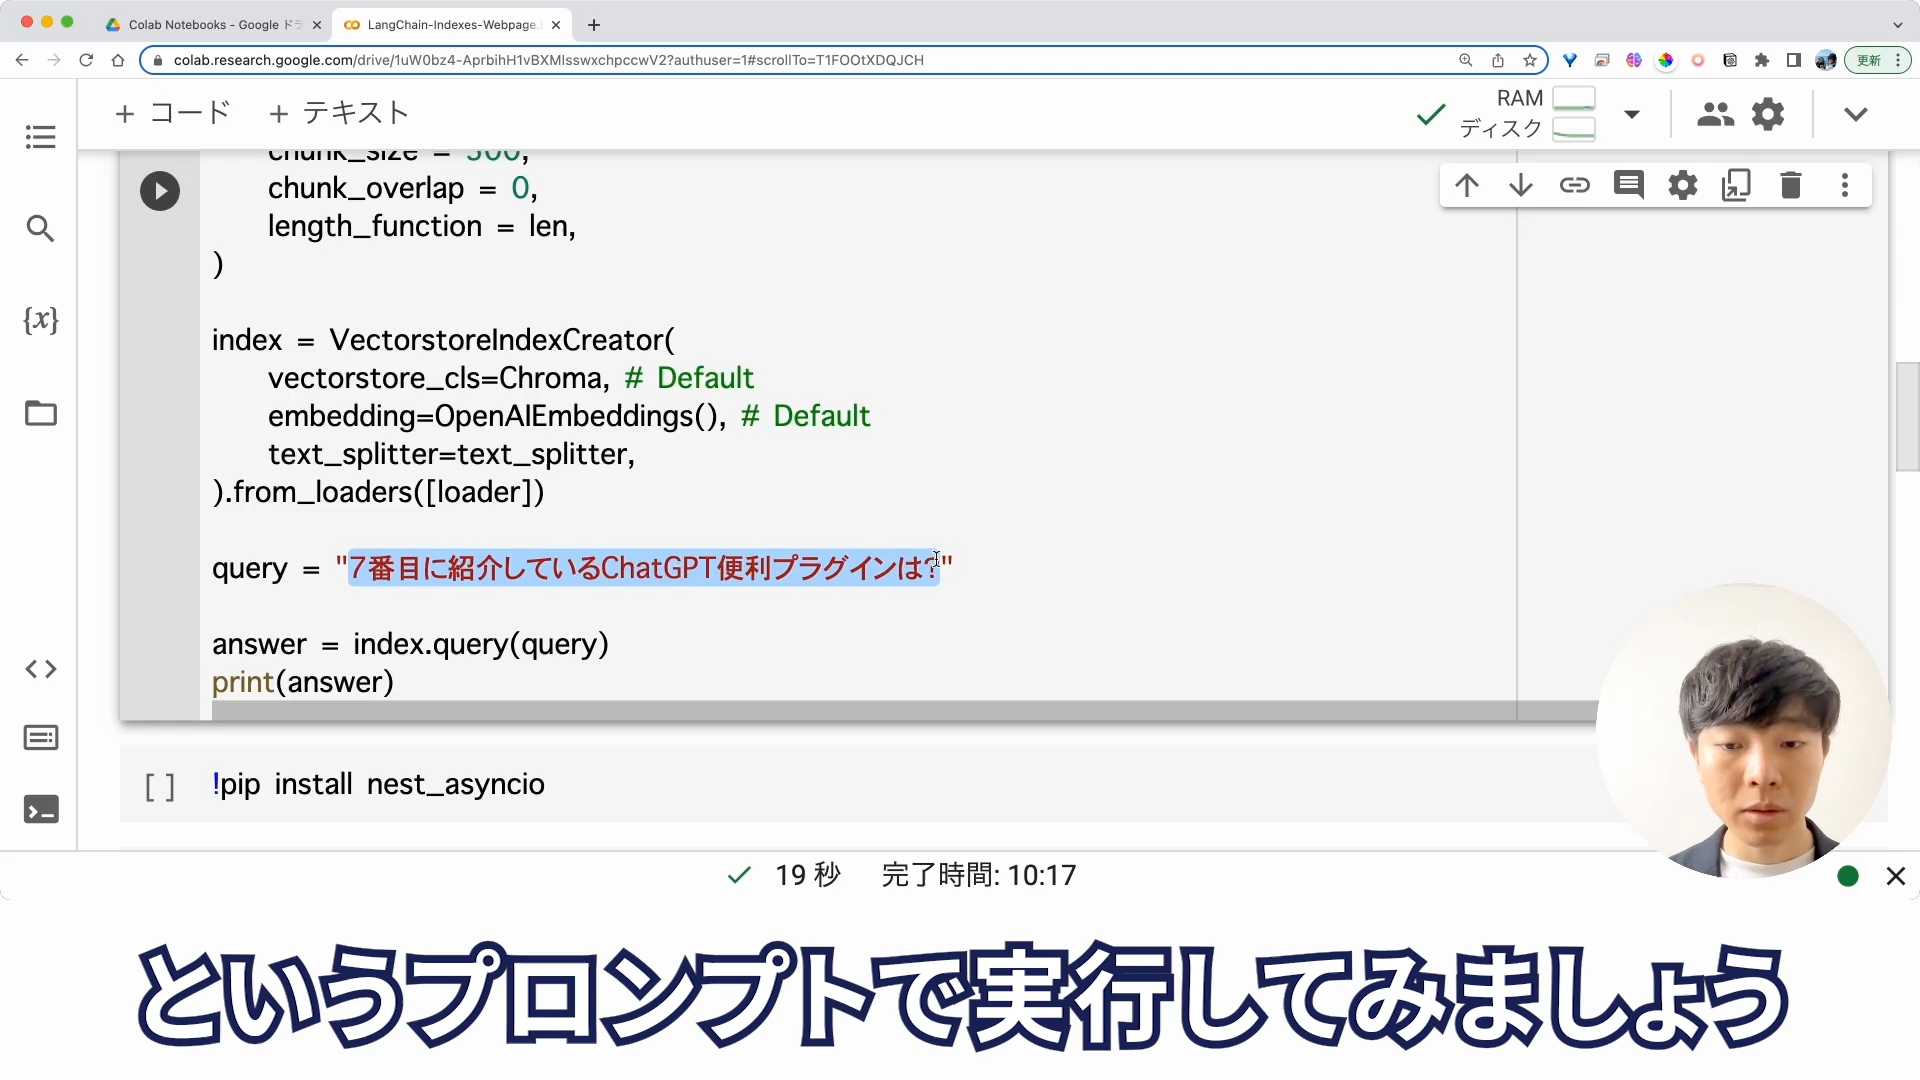 Colab Notebooks - Google ドラ
LangChain-Indexes-Webpage.
colab.research.google.com/drive/1uW0bz4-AprbihH1vBXMIsswxchpccwV2?authuser=1#scrollTo=T1FOOtXDQJCH
更新
+ コード + テキスト
RAM
ディスク
chunk_size = 500,
chunk_overlap = 0,
length_function = len,
)
{x}
index = VectorstoreIndexCreator(
vectorstore_cls=Chroma, # Default
embedding=OpenAIEmbeddings(), # Default
text_splitter=text_splitter,
).from_loaders([loader])
query = "7番目に紹介しているChatGPT便利プラグインは?"
answer = index.query(query)
print(answer)
[ ] !pip install nest_asyncio
19 秒 完了時間: 10:17
というプロンプトで実行してみましょう